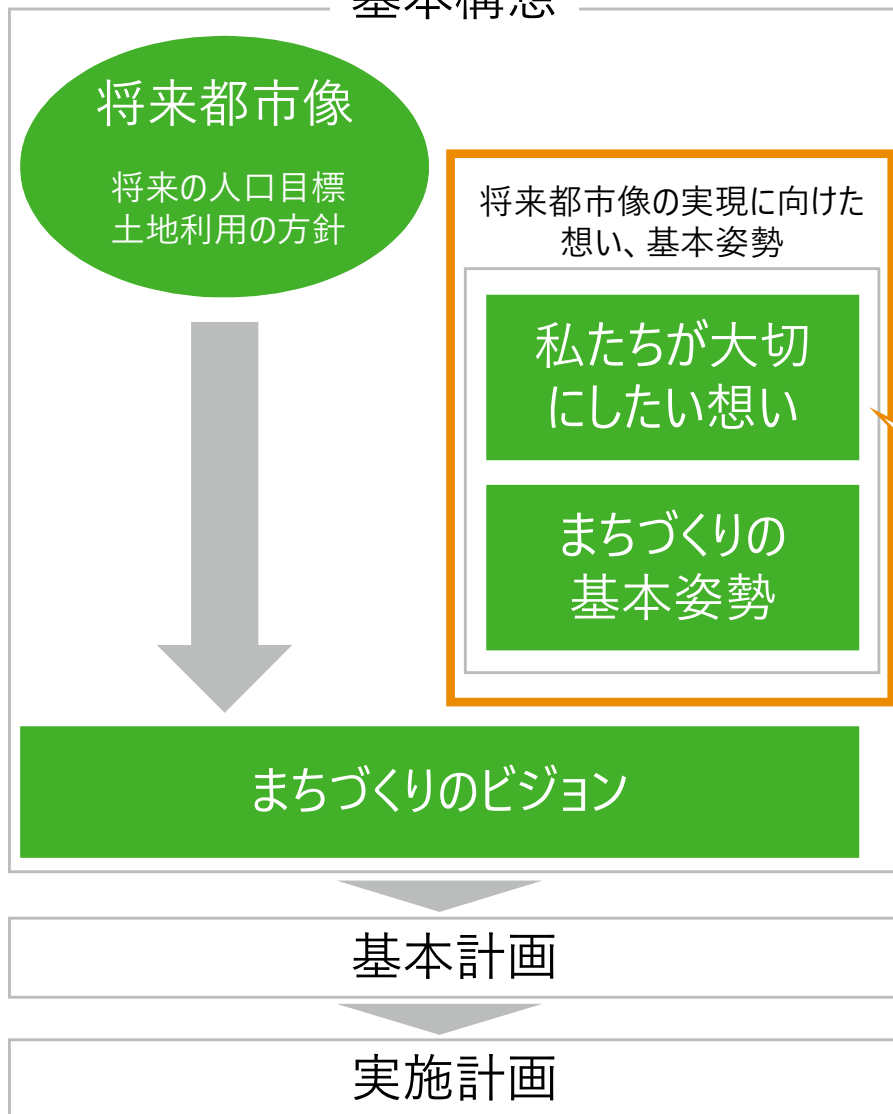 基本構想
将来都市像
将来の人口目標
土地利用の方針
将来都市像の実現に向けた
想い、基本姿勢
私たちが大切
にしたい想い
まちづくりの
基本姿勢
まちづくりのビジョン
基本計画
実施計画